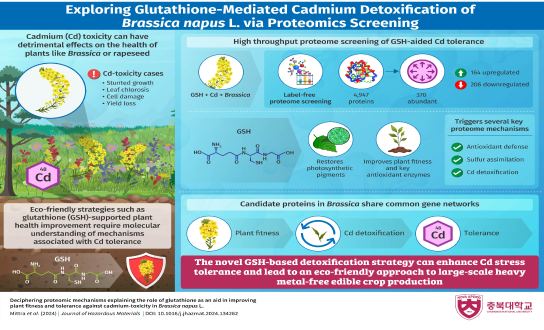 Exploring Glutathione-Mediated Cadmium Detoxification of
Brassica napus L. via Proteomics Screening
Cadmium (Cd) toxicity can have
detrimental effects on the health of
plants like Brassica or rapeseed
Cd-toxicity cases
• Stunted growth
• Leaf chlorosis
• Cell damage
• Yield loss
48
Cd
Eco-friendly strategies such as
glutathione (GSH)-supported plant
health improvement require molecular
understanding of mechanisms
associated with Cd tolerance
GSH
High throughput proteome screening of GSH-aided Cd tolerance
GSH + Cd + Brassica
Label-free
proteome screening
4,947
proteins
370
abundant
164 upregulated
206 downregulated
GSH
HO
NH₂
O
OH
Restores
photosynthetic
pigments
Improves plant fitness
and key
antioxidant enzymes
Triggers several key
proteome mechanisms
Antioxidant defense
Sulfur assimilation
Cd detoxification
Candidate proteins in Brassica share common gene networks
Plant fitness
Cd detoxification
48
Cd
Tolerance
The novel GSH-based detoxification strategy can enhance Cd stress
tolerance and lead to an eco-friendly approach to large-scale heavy
metal-free edible crop production
Deciphering proteomic mechanisms explaining the role of glutathione as an aid in improving
plant fitness and tolerance against cadmium-toxicity in Brassica napus L.
Mittra et al. (2024) | Journal of Hazardous Materials | DOI: 10.1016/j.jhazmat.2024.134262
충북대학교